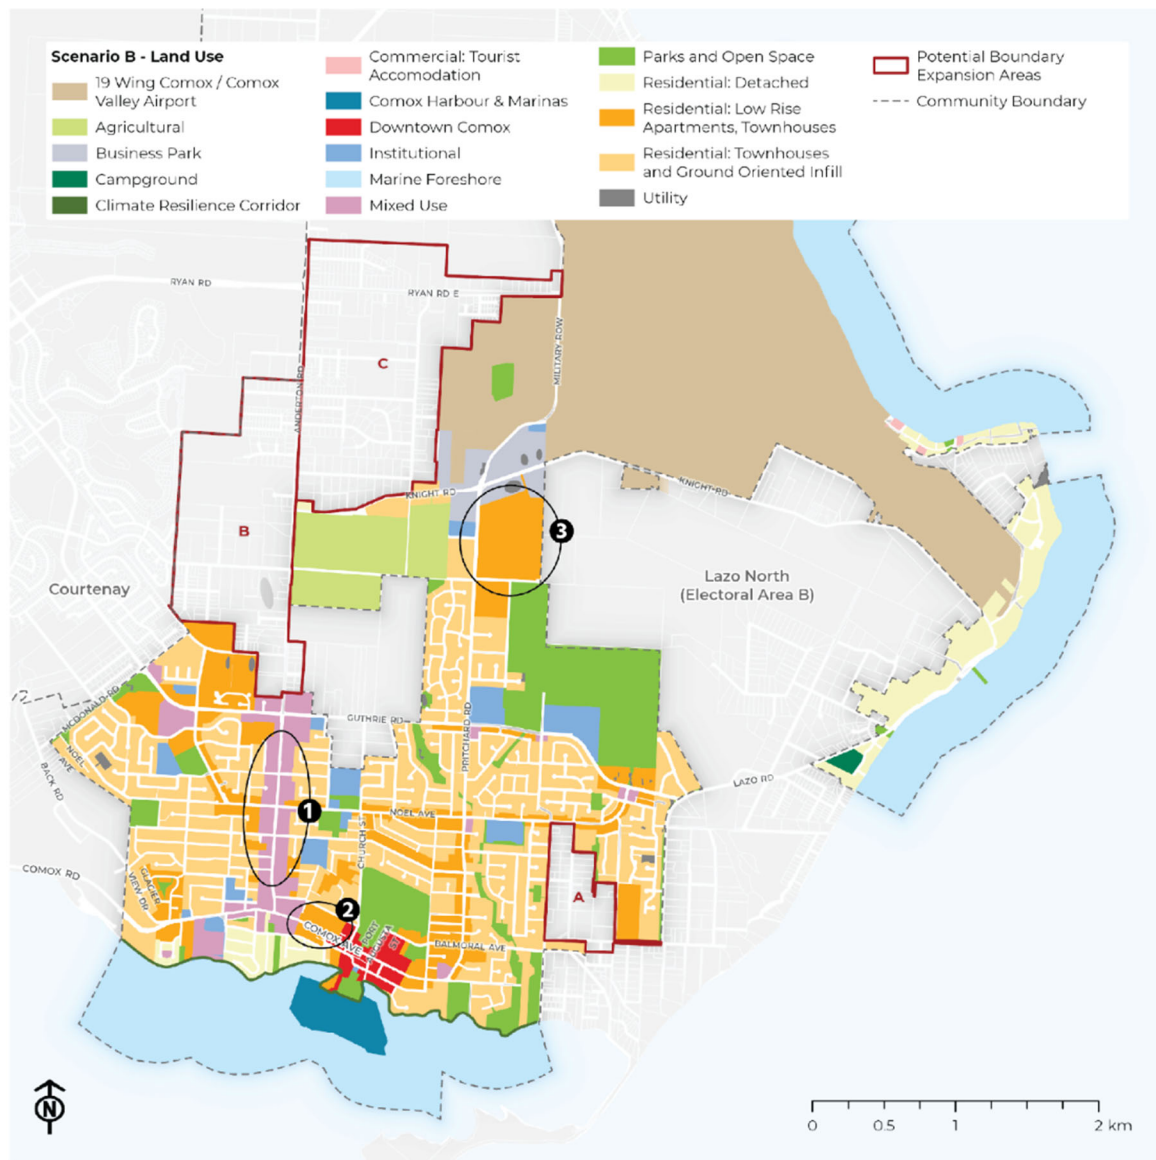 Scenario B - Land Use
19 Wing Comox / Comox
Valley Airport
Agricultural
Business Park
Campground
Climate Resilience Corridor
Commercial: Tourist
Accomodation
Comox Harbour & Marinas
Downtown Comox
Institutional
Marine Foreshore
Mixed Use
Parks and Open Space
Residential: Detached
Residential: Low Rise
Apartments, Townhouses
Residential: Townhouses
and Ground Oriented Infill
Utility
Potential Boundary
Expansion Areas
Community Boundary
RYAN RD
RYAN RD E
C
ANDERTON RD
MILITARY ROW
KNIGHT RD
KNIGHT RD
B
3
Courtenay
Lazo North
(Electoral Area B)
MCDONALD RD
GUTHRIE RD
PRITCHARD RD
NOEL
AVE
BACK RD
LAZO RD
1
NOEL AVE
CHURCH ST
COMOX RD
GLACIER
VIEW DR
A
2
COMOX AVE
PORT
AUGUSTA
ST
BALMORAL AVE
N
0
0.5
1
2 km